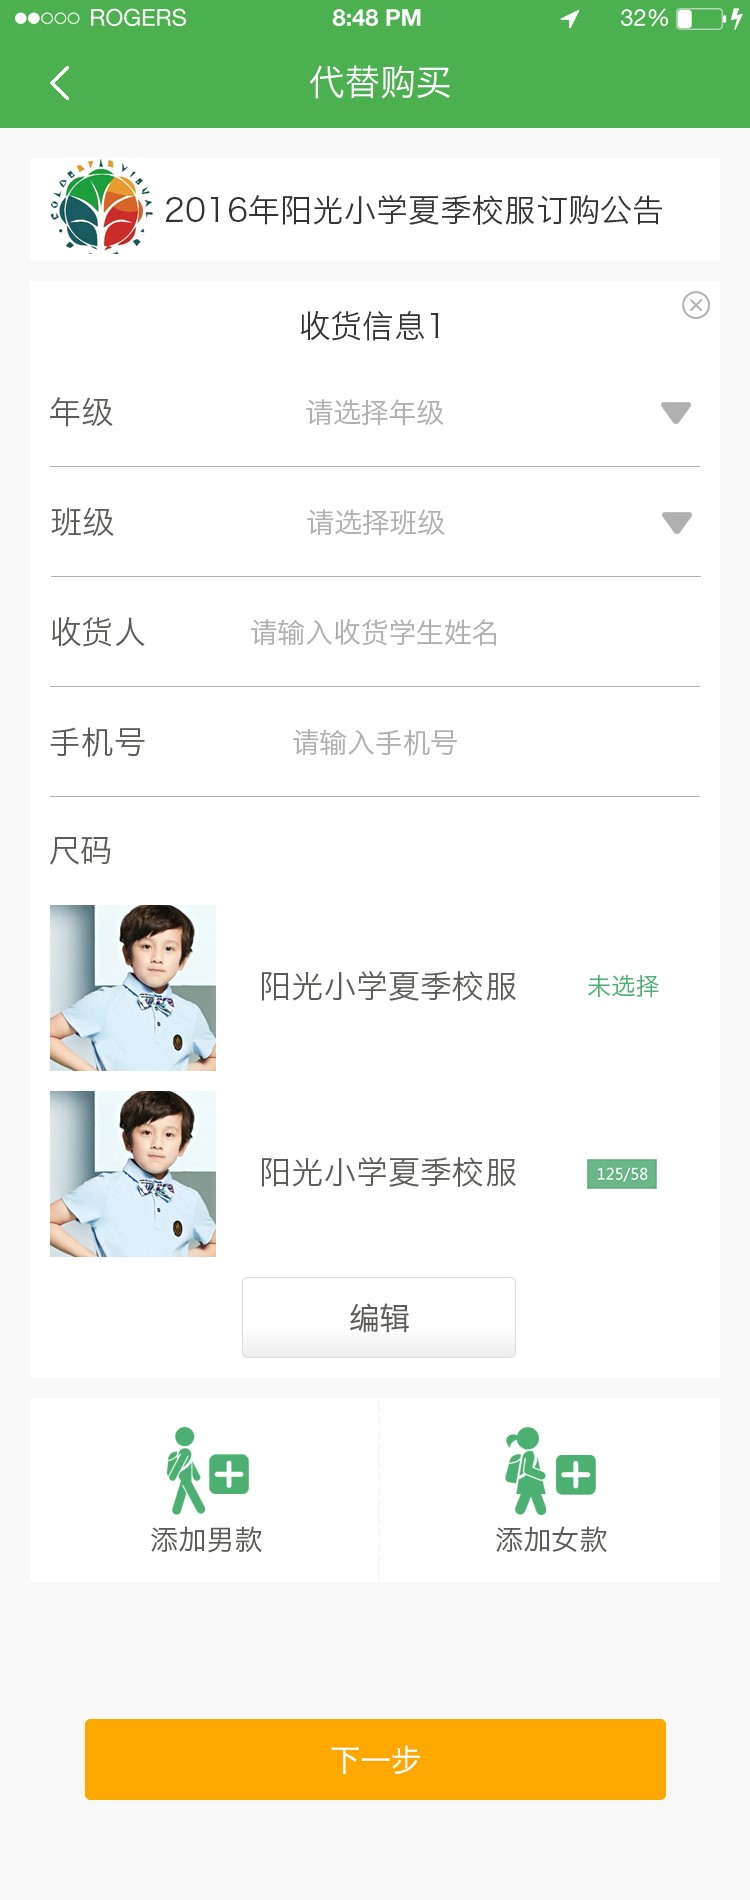 ROGERS 8:48 PM 32%
代替购买
COLOR STAR VISUAL
2016年阳光小学夏季校服订购公告
收货信息1
年级 请选择年级
班级 请选择班级
收货人 请输入收货学生姓名
手机号 请输入手机号
尺码
阳光小学夏季校服 未选择
阳光小学夏季校服 125/58
编辑
添加男款 添加女款
下一步